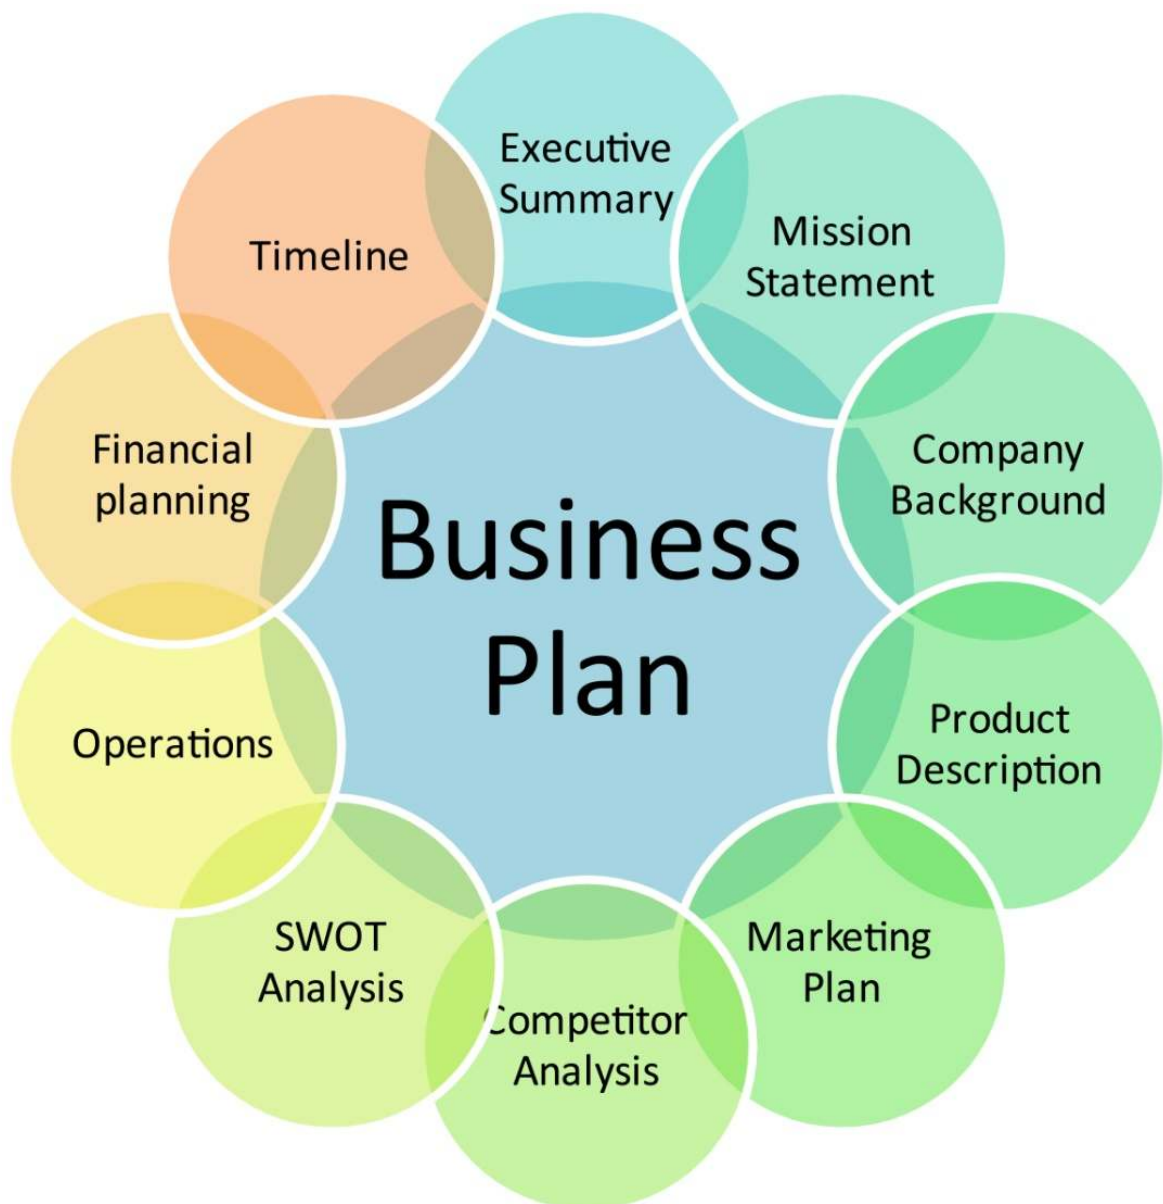 Executive
Summary
Mission
Statement
Company
Background
Product
Description
Marketing
Plan
Competitor
Analysis
SWOT
Analysis
Operations
Financial
planning
Timeline
Business
Plan